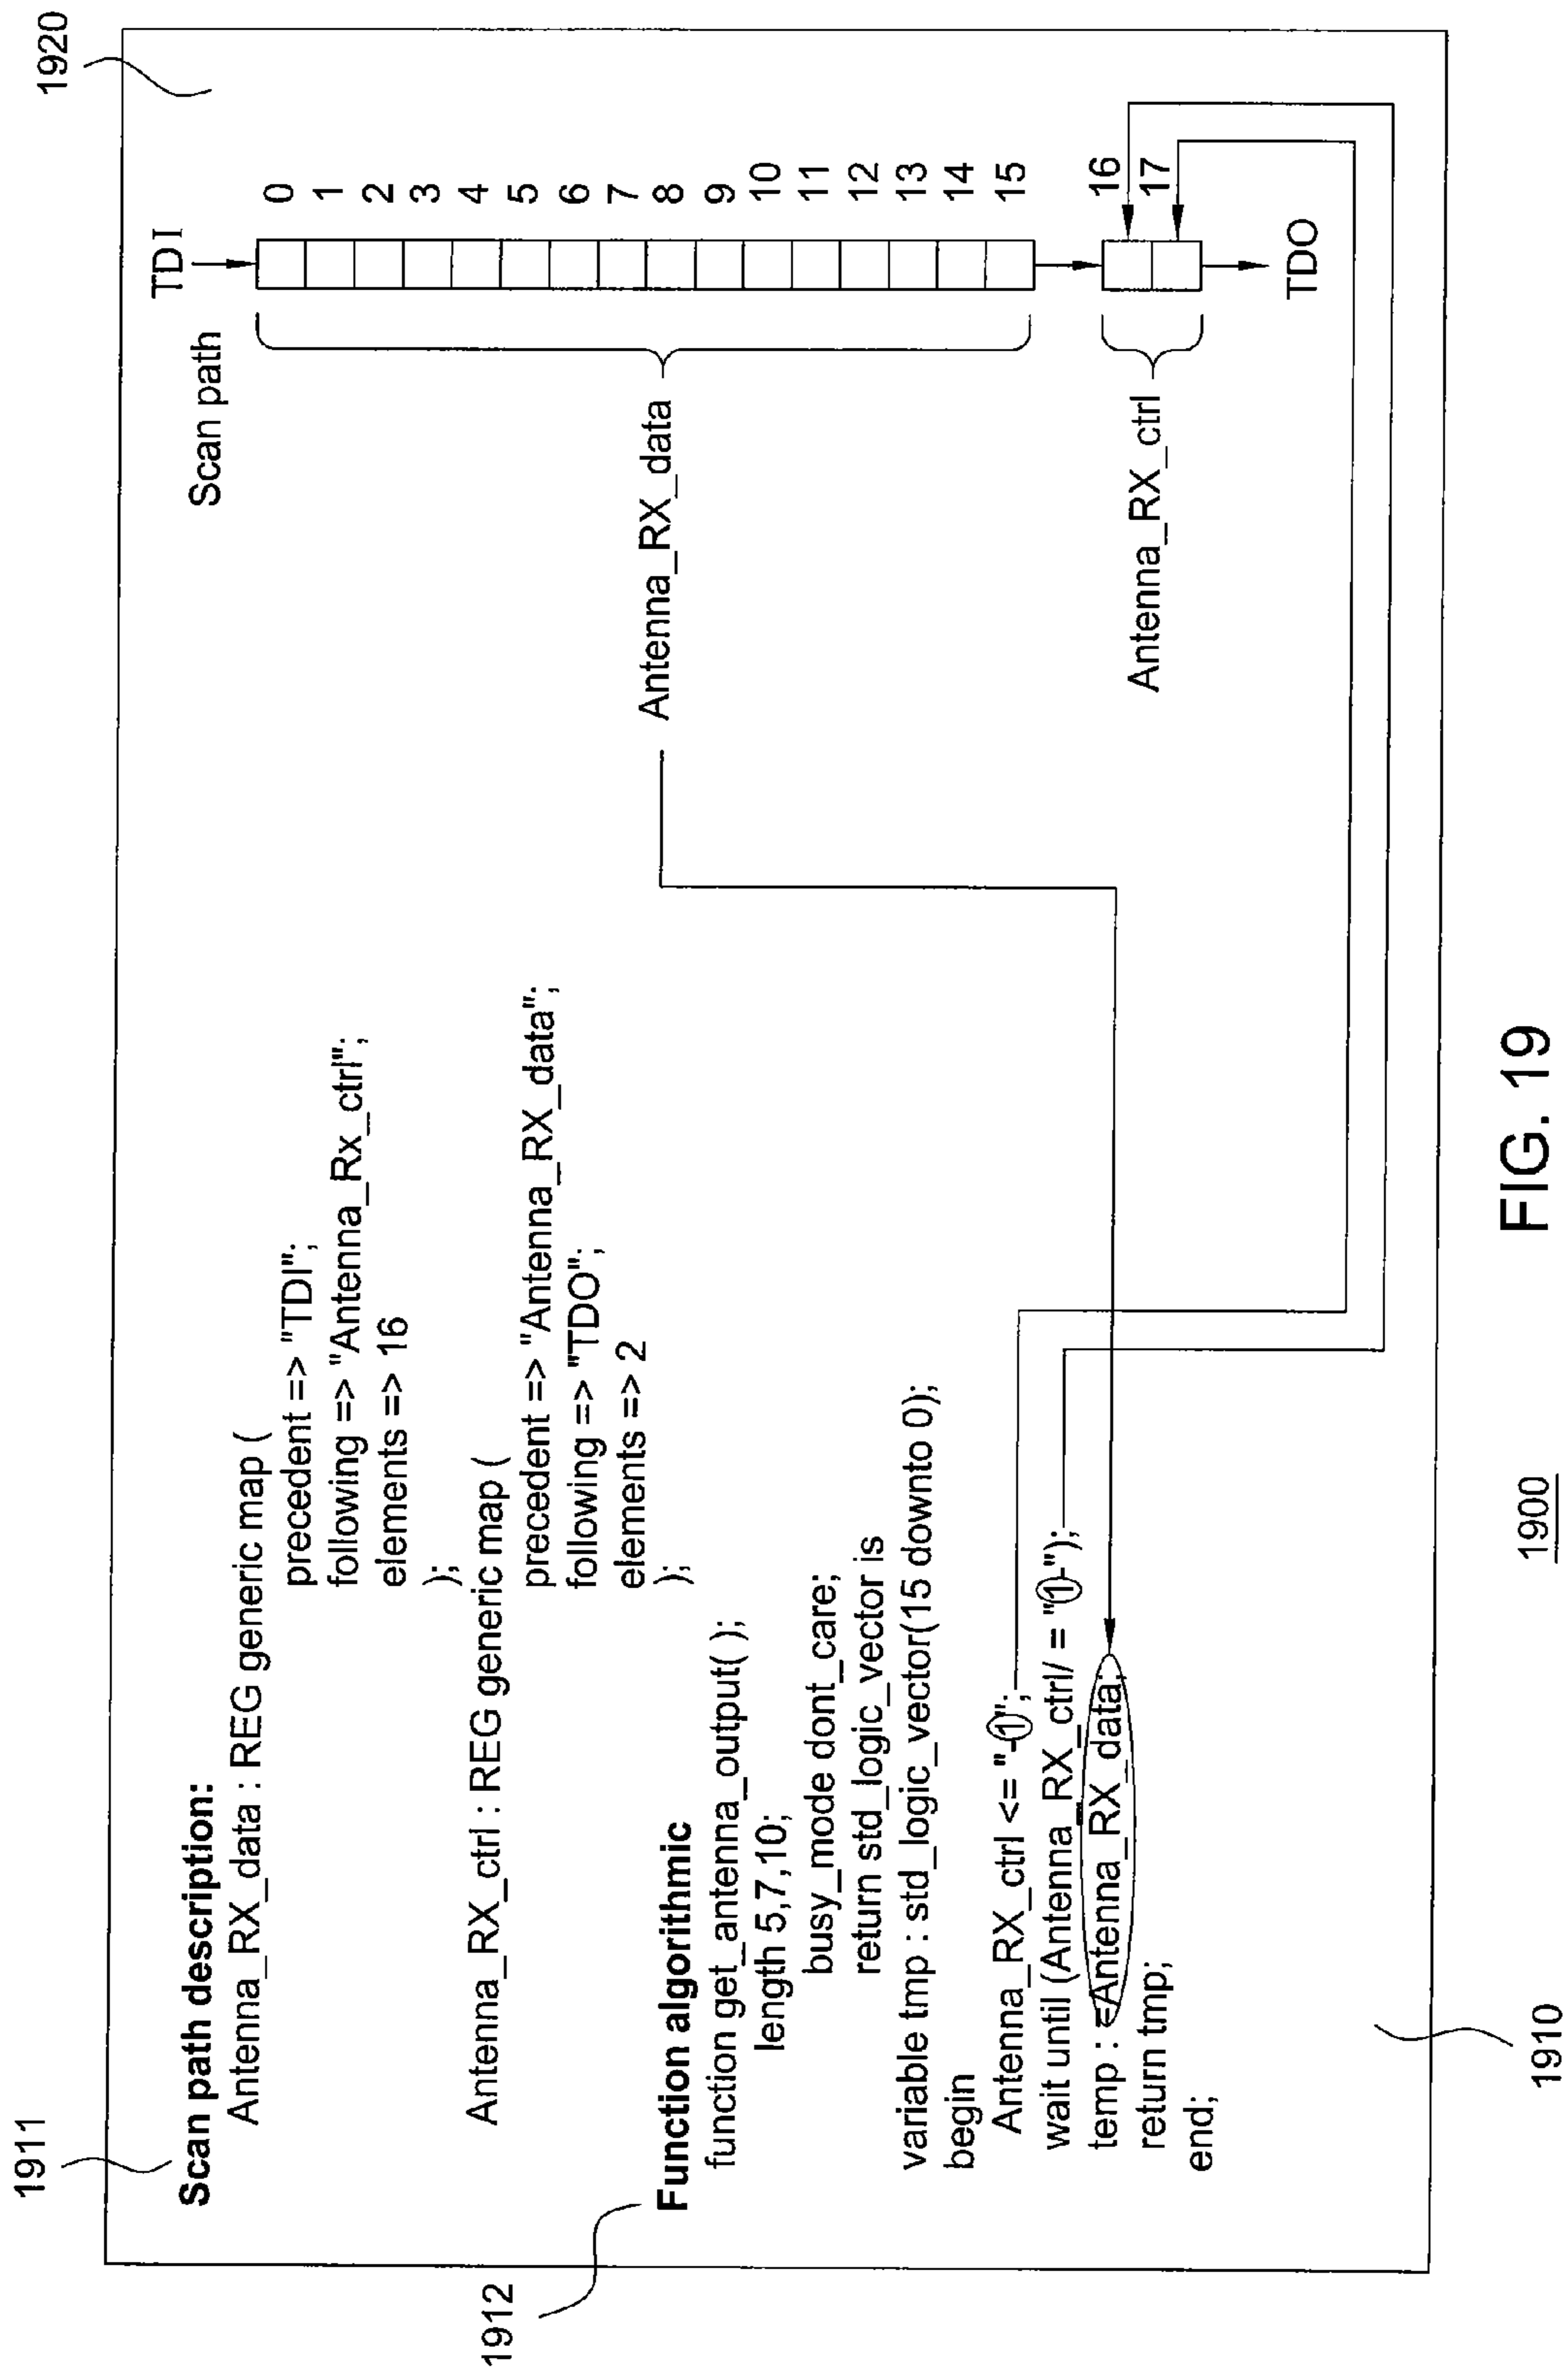 1911
1920
Scan path description:
Antenna_RX_data : REG generic map (
precedent => "TDI";
following => "Antenna_Rx_ctrl";
elements => 16
);
Antenna_RX_ctrl : REG generic map (
precedent => "Antenna_RX_data";
following => "TDO";
elements => 2
);
1912
Function algorithmic
function get_antenna_output( );
length 5,7,10;
busy_mode dont_care;
return std_logic_vector is
variable tmp : std_logic_vector(15 downto 0);
begin
Antenna_RX_ctrl <= "-1";
wait until (Antenna_RX_ctrl/ = "1-");
temp : =Antenna_RX_data;
return tmp;
end;
1910
Scan path
TDI
0
1
2
3
4
5
6
7
8
9
10
11
12
13
14
15
16
17
TDO
Antenna_RX_data
Antenna_RX_ctrl
1900
FIG. 19